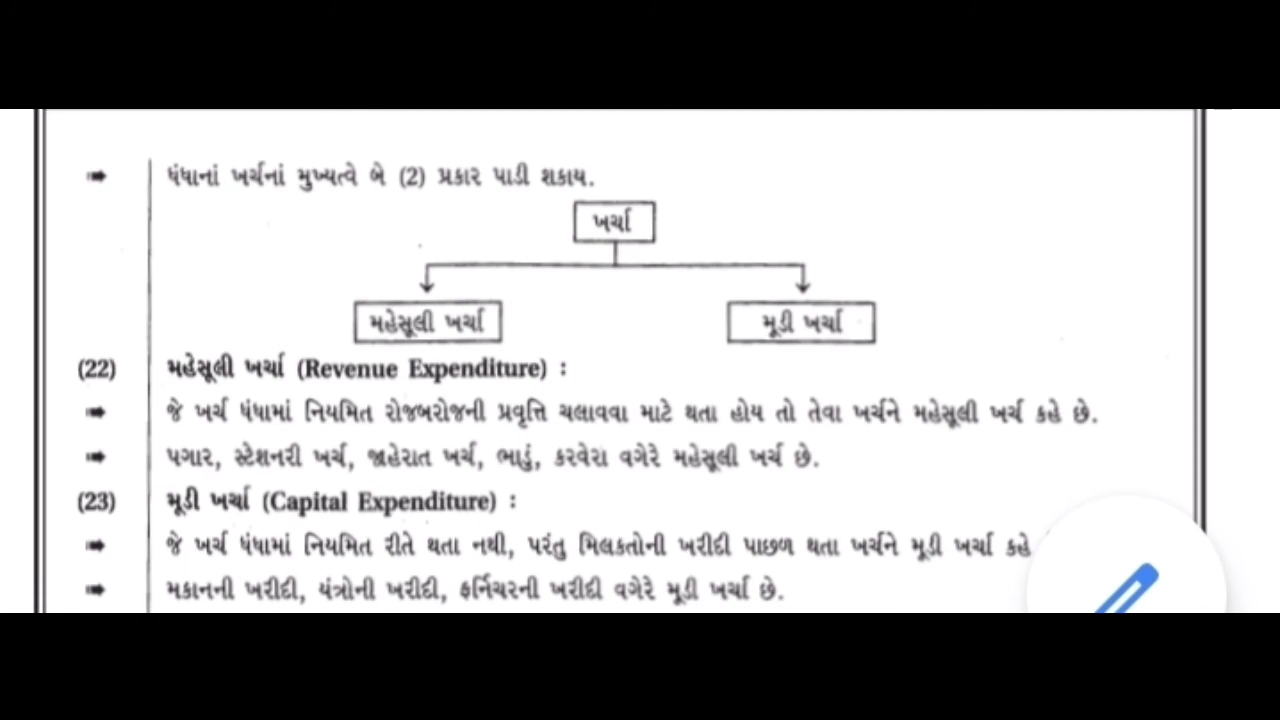 ➠ ધંધાનાં ખર્ચનાં મુખ્યત્વે બે (2) પ્રકાર પાડી શકાય.
ખર્ચા
મહેસૂલી ખર્ચા મૂડી ખર્ચા
(22) મહેસૂલી ખર્ચા (Revenue Expenditure) :
➠ જે ખર્ચ ધંધામાં નિયમિત રોજબરોજની પ્રવૃત્તિ ચલાવવા માટે થતા હોય તો તેવા ખર્ચને મહેસૂલી ખર્ચ કહે છે.
➠ પગાર, સ્ટેશનરી ખર્ચ, જાહેરાત ખર્ચ, ભાડું, કરવેરા વગેરે મહેસૂલી ખર્ચ છે.
(23) મૂડી ખર્ચા (Capital Expenditure) :
➠ જે ખર્ચ ધંધામાં નિયમિત રીતે થતા નથી, પરંતુ મિલકતોની ખરીદી પાછળ થતા ખર્ચને મૂડી ખર્ચા કહે
➠ મકાનની ખરીદી, યંત્રોની ખરીદી, ફર્નિચરની ખરીદી વગેરે મૂડી ખર્ચા છે.